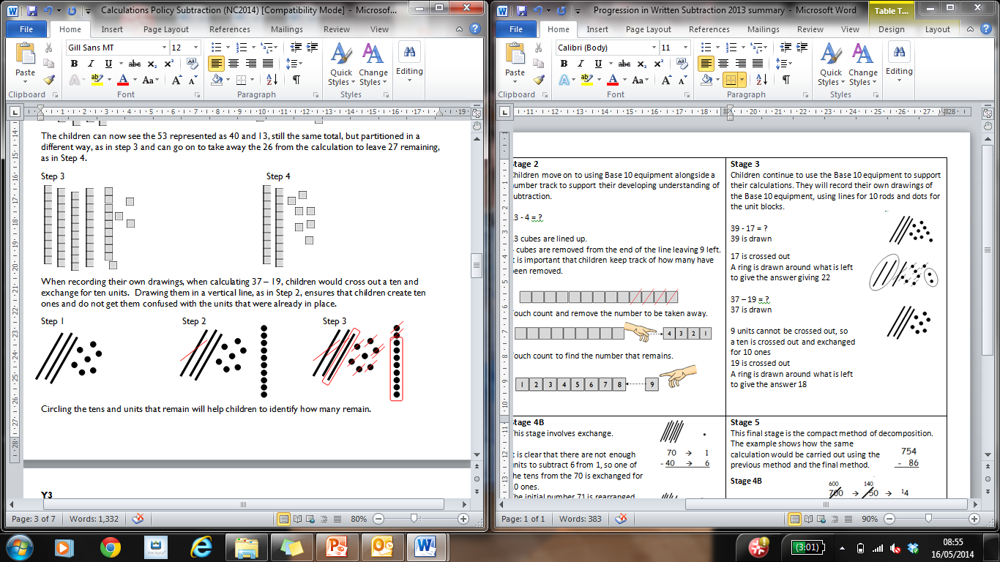 Calculations Policy Subtraction (NC2014) [Compatibility Mode] - Microsof...
File Home Insert Page Layout References Mailings Review View
Gill Sans MT 12
Paste
Quick Styles
Change Styles
Editing
Clipboard Font Paragraph Styles
The children can now see the 53 represented as 40 and 13, still the same total, but partitioned in a
different way, as in step 3 and can go on to take away the 26 from the calculation to leave 27 remaining,
as in Step 4.
Step 3 Step 4
When recording their own drawings, when calculating 37 – 19, children would cross out a ten and
exchange for ten units. Drawing them in a vertical line, as in Step 2, ensures that children create ten
ones and do not get them confused with the units that were already in place.
Step 1 Step 2 Step 3
Circling the tens and units that remain will help children to identify how many remain.
Y3
Page: 3 of 7 Words: 1,332 80%
Progression in Written Subtraction 2013 summary - Microsoft Word Table T...
File Home Insert Page Layout References Mailings Review View Design Layout
Calibri (Body) 11
Paste
Quick Styles
Change Styles
Editing
Clipboard Font Paragraph Styles
Stage 2
Children move on to using Base 10 equipment alongside a
number track to support their developing understanding of
subtraction.
3 - 4 = ?
3 cubes are lined up.
cubes are removed from the end of the line leaving 9 left.
It is important that children keep track of how many have
been removed.
Touch count and remove the number to be taken away.
4 3 2 1
Touch count to find the number that remains.
1 2 3 4 5 6 7 8 9
Stage 3
Children continue to use the Base 10 equipment to support
their calculations. They will record their own drawings of
the Base 10 equipment, using lines for 10 rods and dots for
the unit blocks.
39 - 17 = ?
39 is drawn
17 is crossed out
A ring is drawn around what is left
to give the answer giving 22
37 – 19 = ?
37 is drawn
9 units cannot be crossed out, so
a ten is crossed out and exchanged
for 10 ones
19 is crossed out
A ring is drawn around what is left
to give the answer 18
Stage 4B
This stage involves exchange.
It is clear that there are not enough
units to subtract 6 from 1, so one of
the tens from the 70 is exchanged for
10 ones.
The initial number 71 is rearranged
70 → 1
- 40 → 6
Stage 5
This final stage is the compact method of decomposition.
The example shows how the same
calculation would be carried out using the
previous method and the final method.
754
- 86
Stage 4B
600 140
700 → 50 → 14
Page: 1 of 1 Words: 383 90%
(3:01)
08:55
16/05/2014